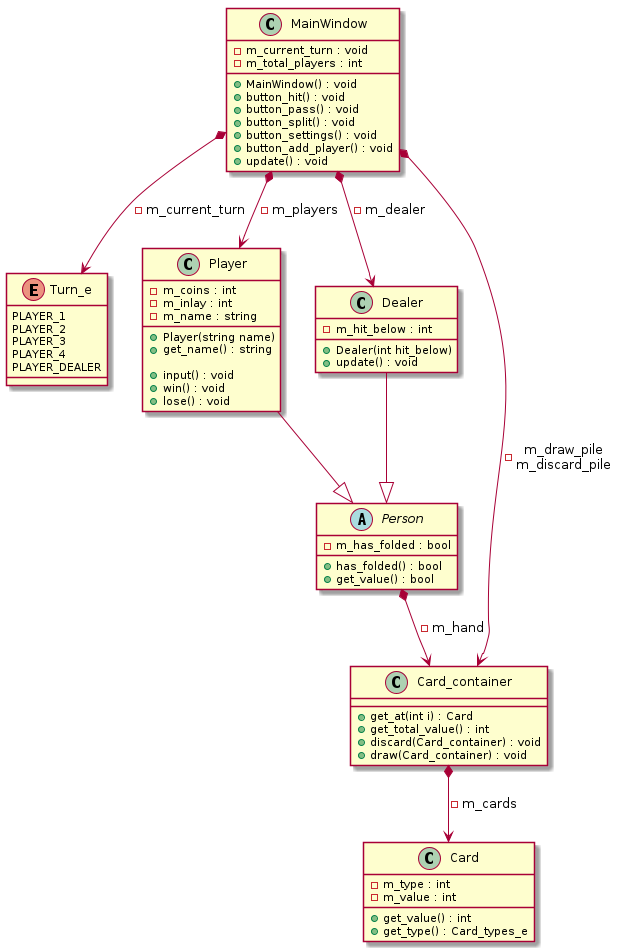 C MainWindow
m_current_turn : void
m_total_players : int
MainWindow() : void
button_hit() : void
button_pass() : void
button_split() : void
button_settings() : void
button_add_player() : void
update() : void
m_current_turn
m_players
m_dealer
E Turn_e
PLAYER_1
PLAYER_2
PLAYER_3
PLAYER_4
PLAYER_DEALER
C Player
m_coins : int
m_inlay : int
m_name : string
Player(string name)
get_name() : string
input() : void
win() : void
lose() : void
C Dealer
m_hit_below : int
Dealer(int hit_below)
update() : void
m_draw_pile
m_discard_pile
A Person
m_has_folded : bool
has_folded() : bool
get_value() : bool
m_hand
C Card_container
get_at(int i) : Card
get_total_value() : int
discard(Card_container) : void
draw(Card_container) : void
m_cards
C Card
m_type : int
m_value : int
get_value() : int
get_type() : Card_types_e